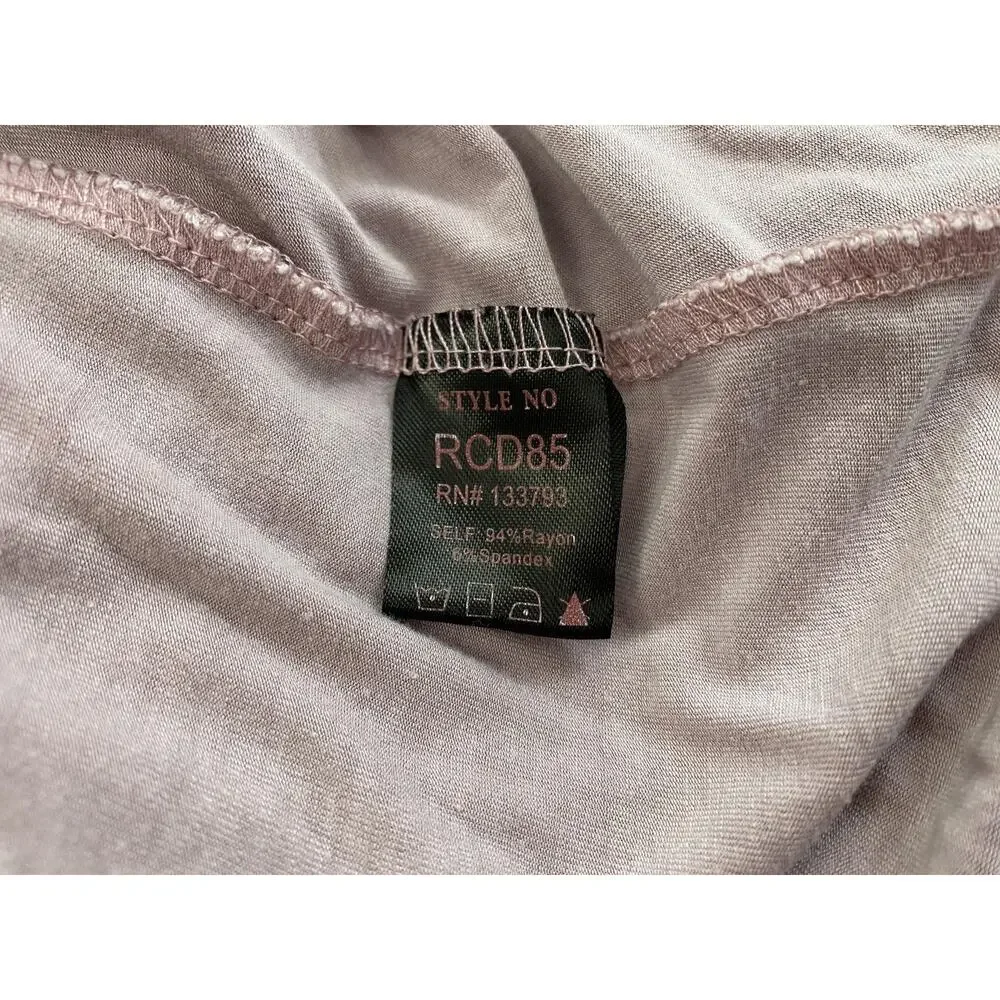 STYLE NO
RCD85
RN# 133793
SELF: 94%Rayon
6%Spandex